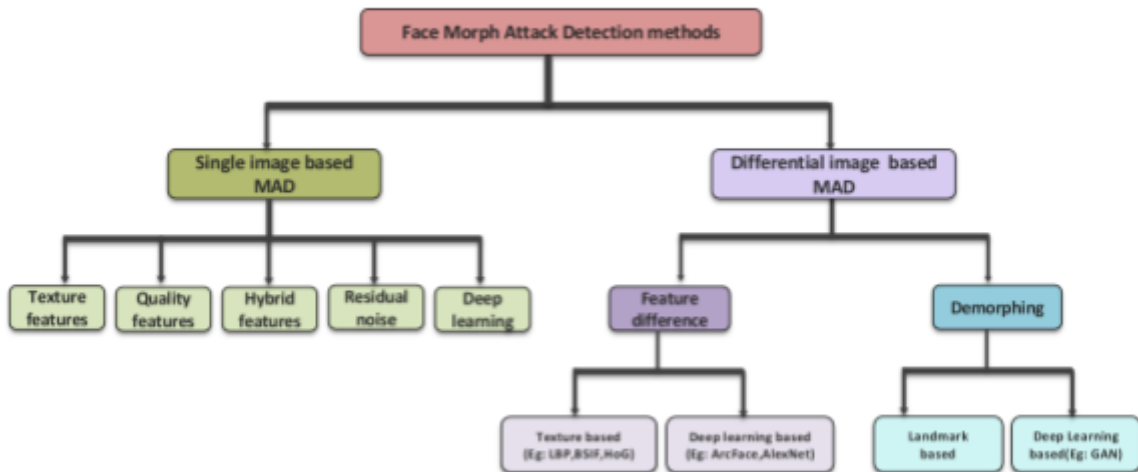 Face Morph Attack Detection methods
Single image based
MAD
Differential image based
MAD
Texture
features
Quality
features
Hybrid
features
Residual
noise
Deep
learning
Feature
difference
Demorphing
Texture based
(Eg: LBP,BSIF,HoG)
Deep learning based
(Eg: ArcFace,AlexNet)
Landmark
based
Deep Learning
based(Eg: GAN)